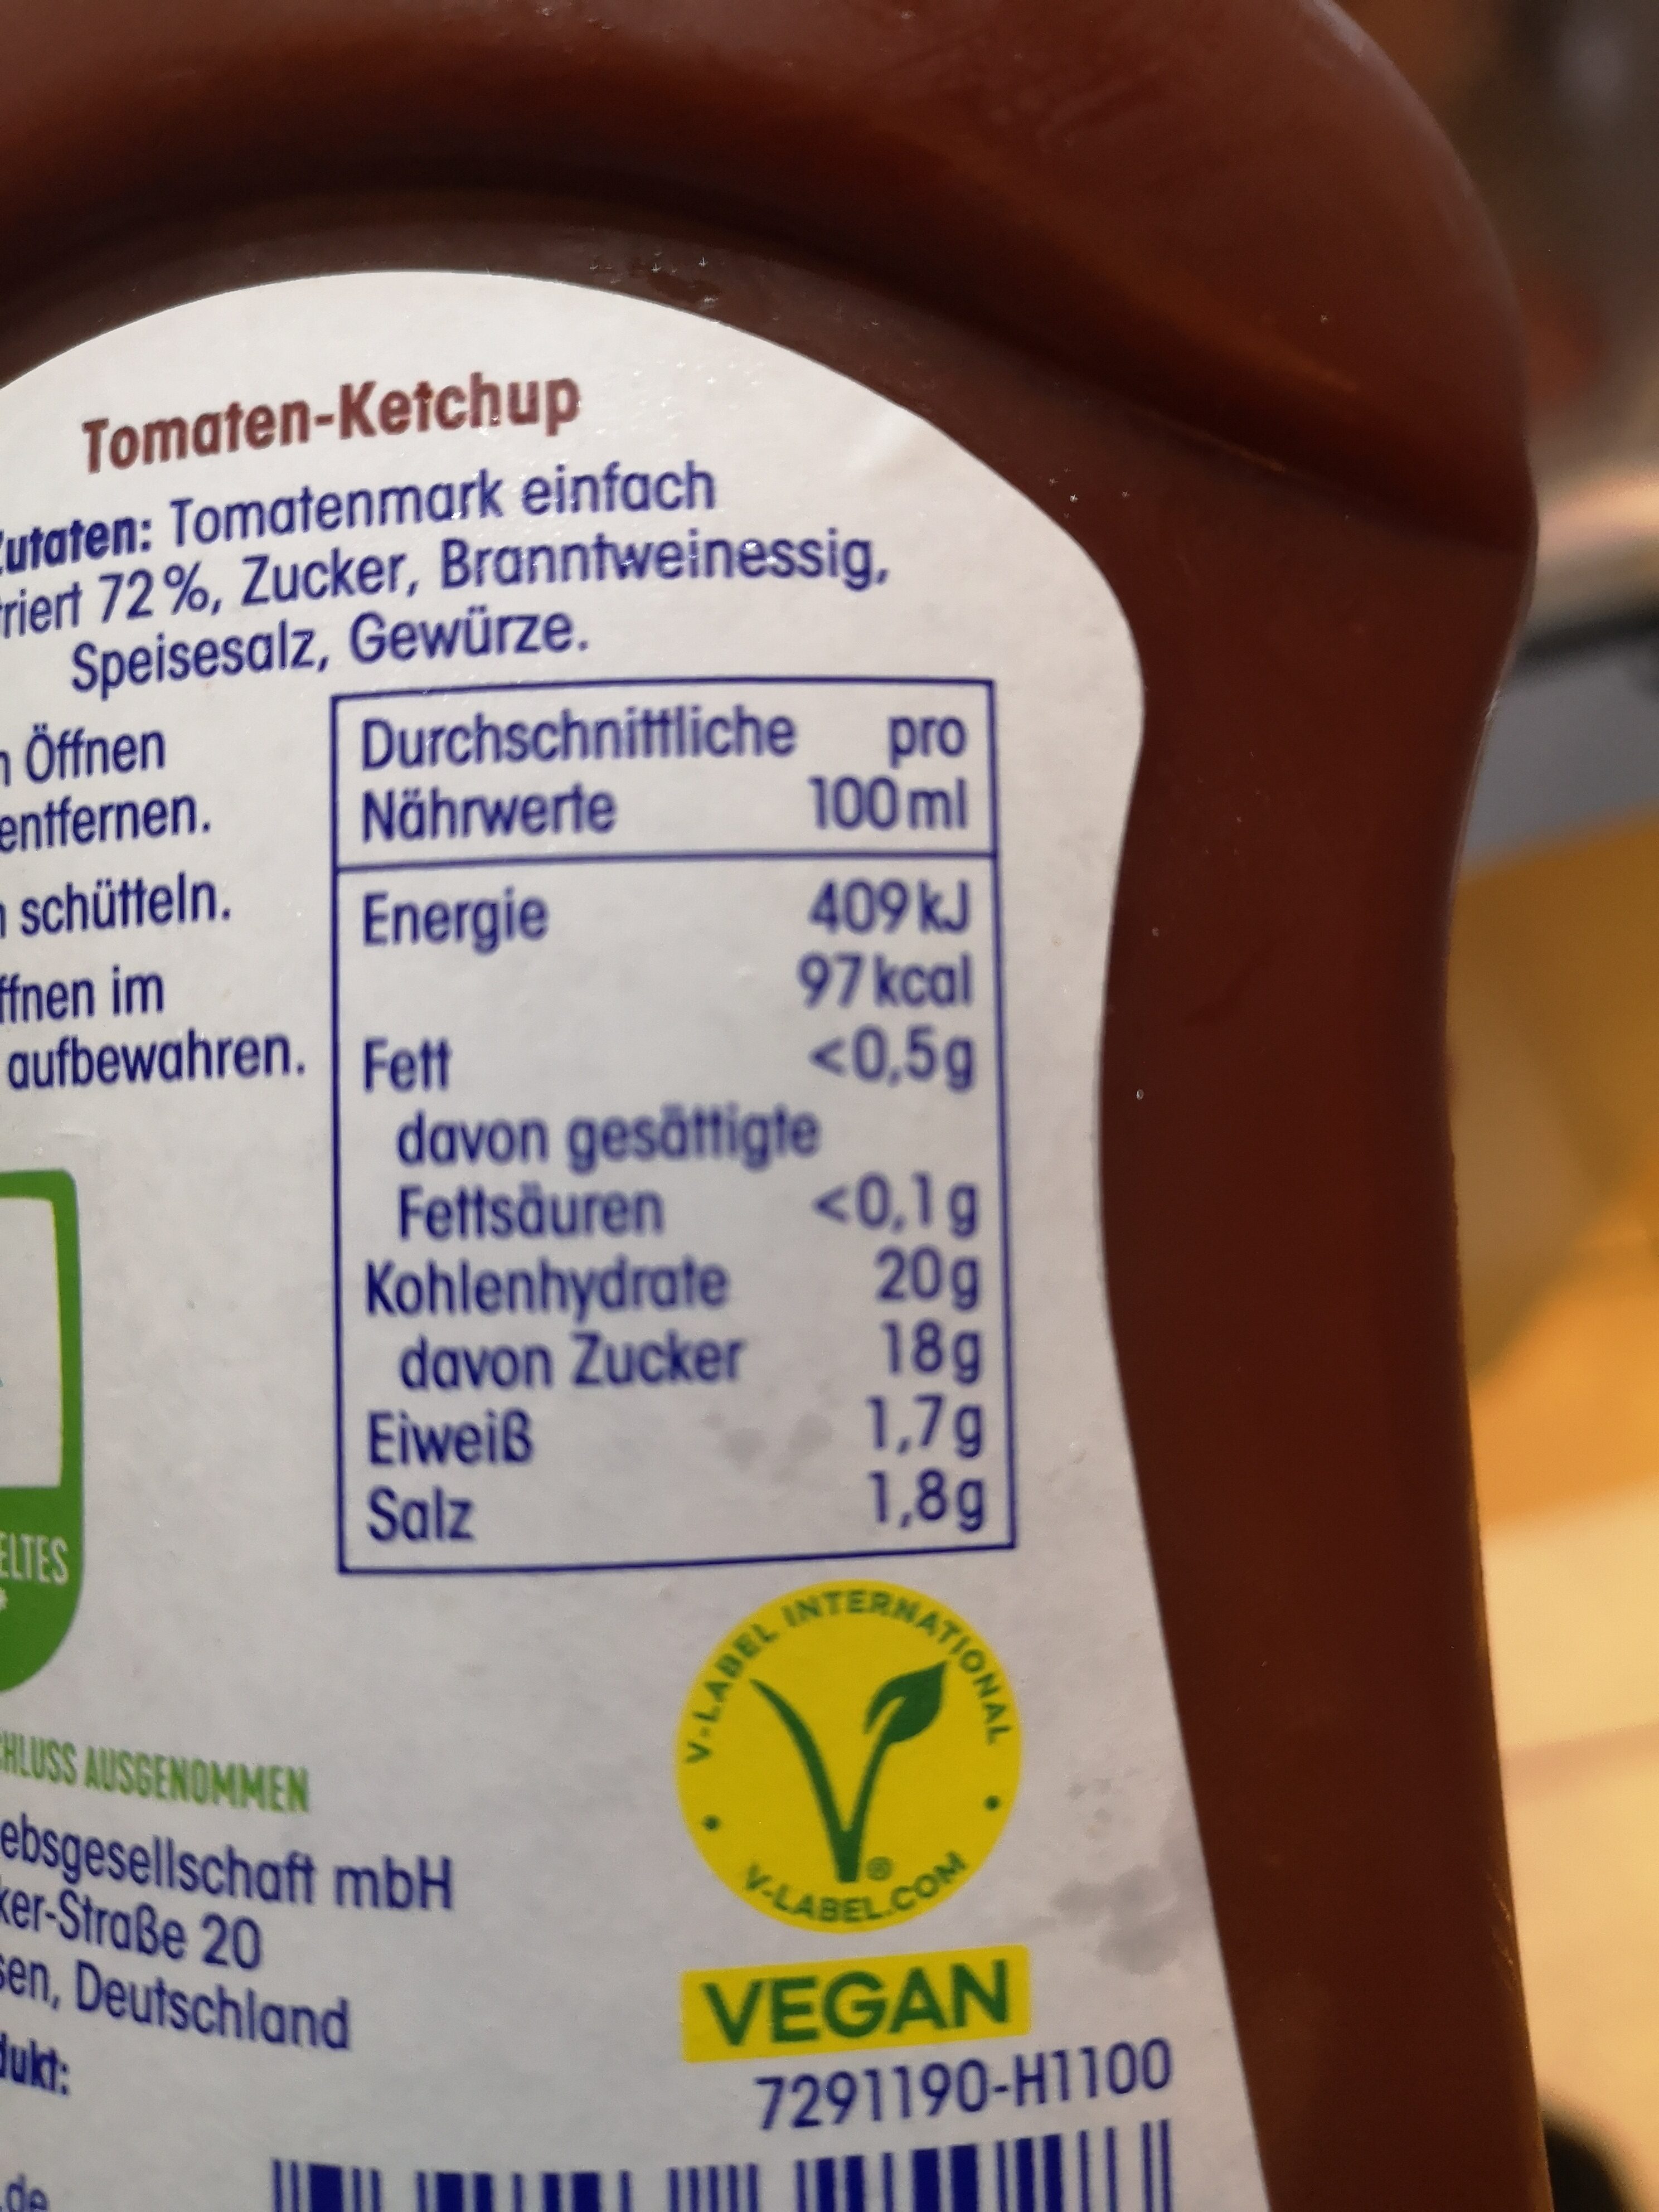 Tomaten-Ketchup
Zutaten: Tomatenmark einfach
riert 72%, Zucker, Branntweinessig,
Speisesalz, Gewürze.
Öffnen
entfernen.
schütteln.
ffnen im
aufbewahren.
Durchschnittliche pro
Nährwerte 100ml
Energie 409kJ
97kcal
Fett <0,5g
davon gesättigte
Fettsäuren <0,1g
Kohlenhydrate 20g
davon Zucker 18g
Eiweiß 1,7g
Salz 1,8g
ELTES
HLUSS AUSGENOMMEN
ebsgesellschaft mbH
ker-Straße 20
sen, Deutschland
dukt:
.de
V-LABEL INTERNATIONAL
®
V-LABEL.COM
VEGAN
7291190-H1100